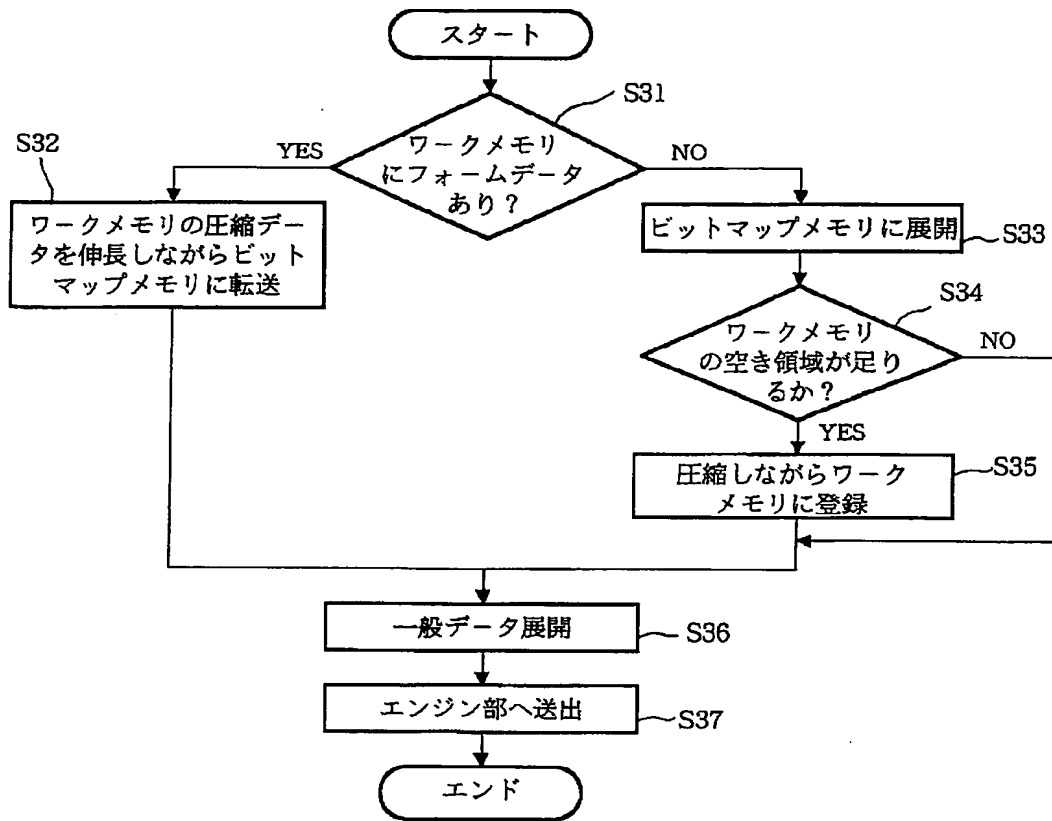 スタート
S31
ワークメモリ
にフォームデータ
あり？
YES
NO
S32
ワークメモリの圧縮デー
タを伸長しながらビット
マップメモリに転送
ビットマップメモリに展開
S33
S34
ワークメモリ
の空き領域が足り
るか？
NO
YES
圧縮しながらワーク
メモリに登録
S35
一般データ展開
S36
エンジン部へ送出
S37
エンド